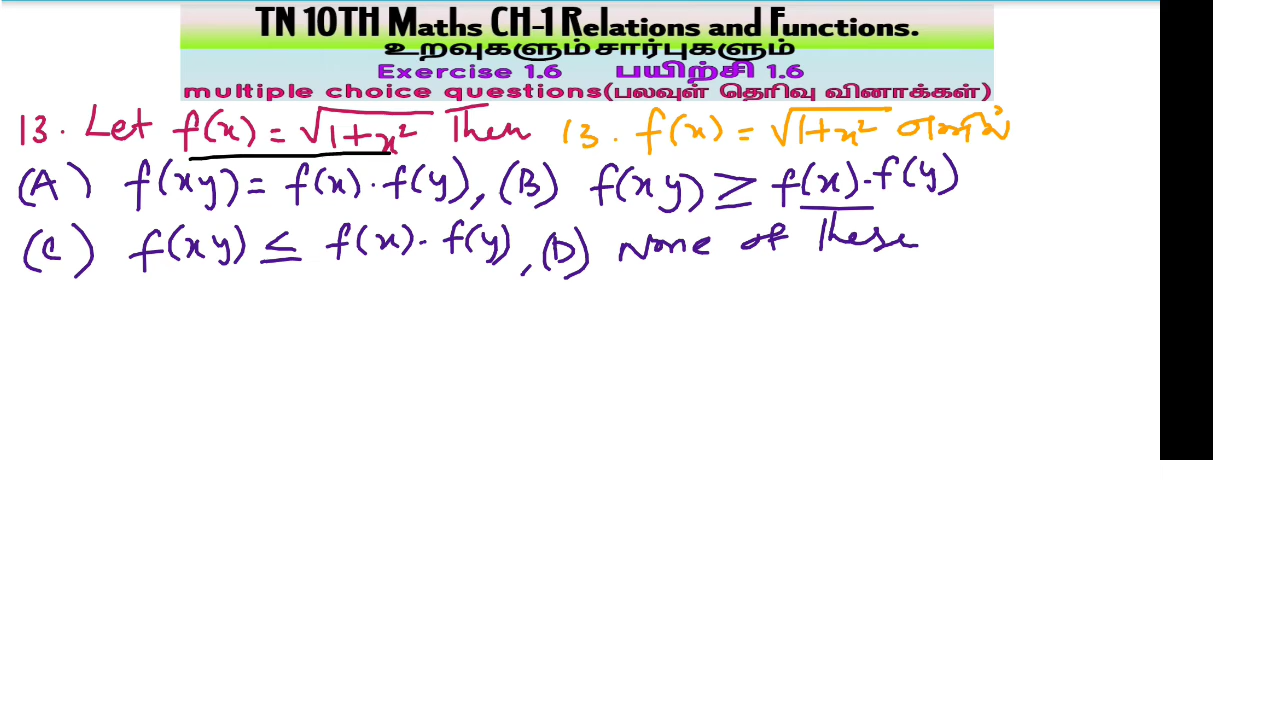 TN 10TH Maths CH-1 Relations and Functions.
உறவுகளும் சார்புகளும்
Exercise 1.6 பயிற்சி 1.6
multiple choice questions(பலவுள் தெரிவு வினாக்கள்)
13. Let f(x) = √1+x² Then 13. f(x) = √1+x² எனில்
(A) f(xy) = f(x)·f(y), (B) f(xy) ≥ f(x)·f(y)
(C) f(xy) ≤ f(x)·f(y), (D) None of these